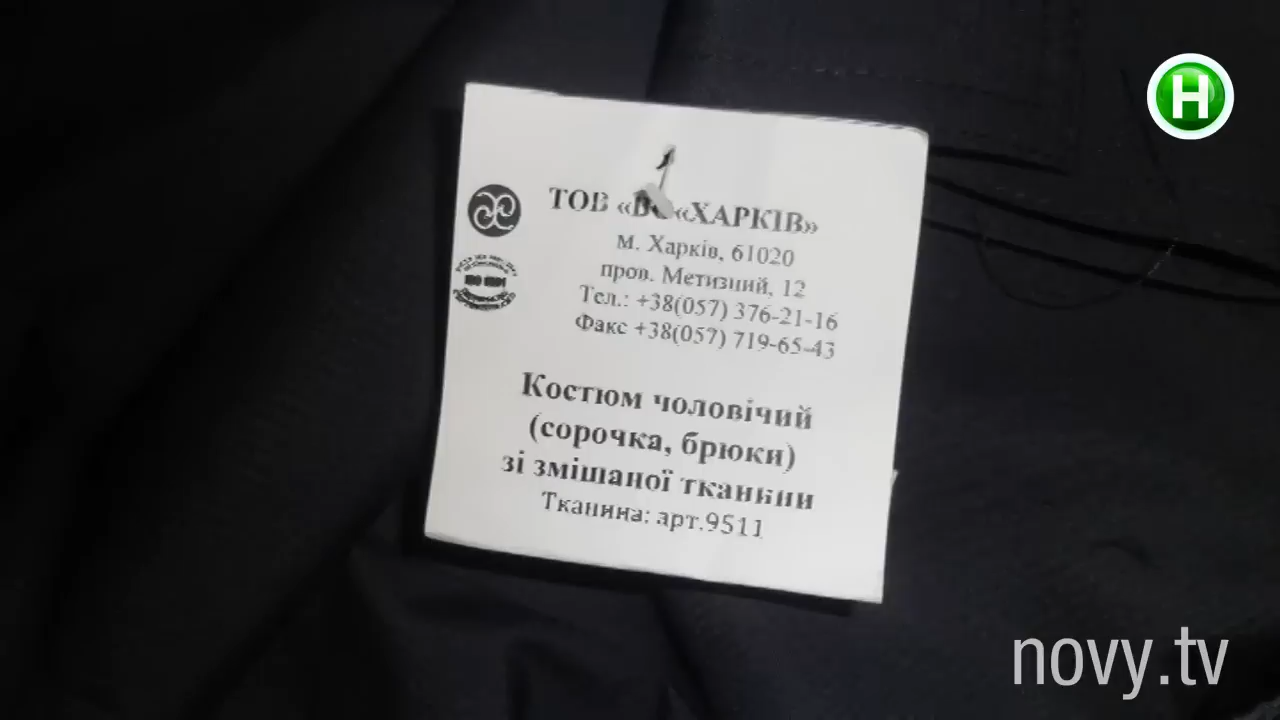 H
ТОВ «ХАРКІВ»
м. Харків, 61020
пров. Метизний, 12
Тел.: +38(057) 376-21-16
Факс +38(057) 719-65-43
Костюм чоловічий
(сорочка, брюки)
зі змішаної тканини
Тканина: арт.9511
novy.tv